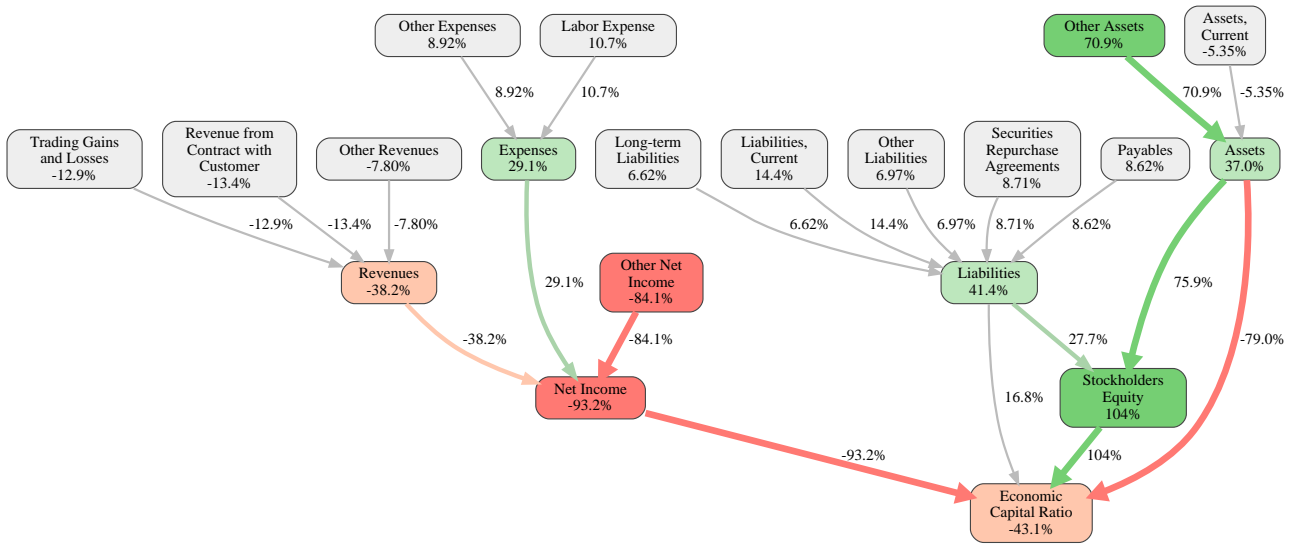 Other Expenses
8.92%
Labor Expense
10.7%
Other Assets
70.9%
Assets,
Current
-5.35%
8.92%
10.7%
70.9%
-5.35%
Trading Gains
and Losses
-12.9%
Revenue from
Contract with
Customer
-13.4%
Other Revenues
-7.80%
Expenses
29.1%
Long-term
Liabilities
6.62%
Liabilities,
Current
14.4%
Other
Liabilities
6.97%
Securities
Repurchase
Agreements
8.71%
Payables
8.62%
Assets
37.0%
-12.9%
-13.4%
-7.80%
6.62%
14.4%
6.97%
8.71%
8.62%
Revenues
-38.2%
29.1%
Other Net
Income
-84.1%
Liabilities
41.4%
75.9%
-38.2%
-84.1%
27.7%
-79.0%
Net Income
-93.2%
16.8%
Stockholders
Equity
104%
-93.2%
104%
Economic
Capital Ratio
-43.1%